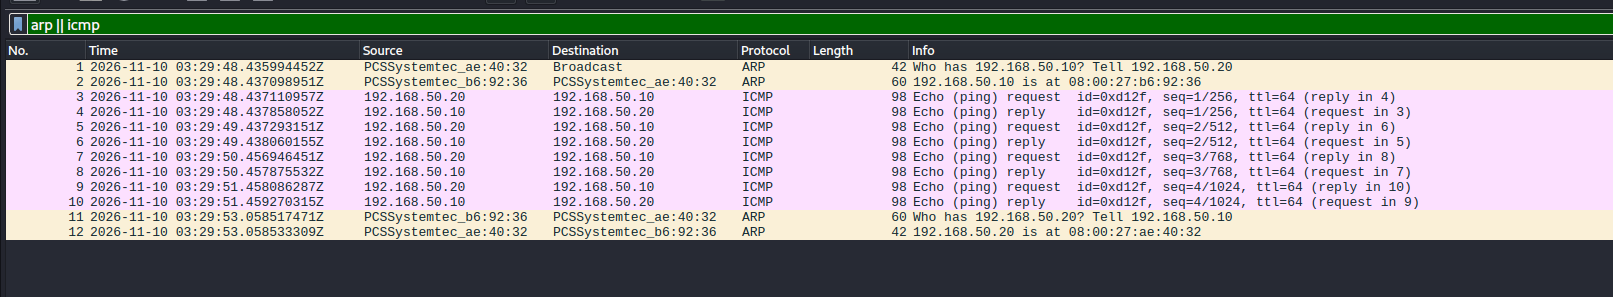 arp || icmp
No. Time Source Destination Protocol Length Info
1 2026-11-10 03:29:48.435994452Z PCSSystemtec_ae:40:32 Broadcast ARP 42 Who has 192.168.50.10? Tell 192.168.50.20
2 2026-11-10 03:29:48.437098951Z PCSSystemtec_b6:92:36 PCSSystemtec_ae:40:32 ARP 60 192.168.50.10 is at 08:00:27:b6:92:36
3 2026-11-10 03:29:48.437110957Z 192.168.50.20 192.168.50.10 ICMP 98 Echo (ping) request id=0xd12f, seq=1/256, ttl=64 (reply in 4)
4 2026-11-10 03:29:48.437858052Z 192.168.50.10 192.168.50.20 ICMP 98 Echo (ping) reply id=0xd12f, seq=1/256, ttl=64 (request in 3)
5 2026-11-10 03:29:49.437293151Z 192.168.50.20 192.168.50.10 ICMP 98 Echo (ping) request id=0xd12f, seq=2/512, ttl=64 (reply in 6)
6 2026-11-10 03:29:49.438060155Z 192.168.50.10 192.168.50.20 ICMP 98 Echo (ping) reply id=0xd12f, seq=2/512, ttl=64 (request in 5)
7 2026-11-10 03:29:50.456946451Z 192.168.50.20 192.168.50.10 ICMP 98 Echo (ping) request id=0xd12f, seq=3/768, ttl=64 (reply in 8)
8 2026-11-10 03:29:50.457875532Z 192.168.50.10 192.168.50.20 ICMP 98 Echo (ping) reply id=0xd12f, seq=3/768, ttl=64 (request in 7)
9 2026-11-10 03:29:51.458086287Z 192.168.50.20 192.168.50.10 ICMP 98 Echo (ping) request id=0xd12f, seq=4/1024, ttl=64 (reply in 10)
10 2026-11-10 03:29:51.459270315Z 192.168.50.10 192.168.50.20 ICMP 98 Echo (ping) reply id=0xd12f, seq=4/1024, ttl=64 (request in 9)
11 2026-11-10 03:29:53.058517471Z PCSSystemtec_b6:92:36 PCSSystemtec_ae:40:32 ARP 60 Who has 192.168.50.20? Tell 192.168.50.10
12 2026-11-10 03:29:53.058533309Z PCSSystemtec_ae:40:32 PCSSystemtec_b6:92:36 ARP 42 192.168.50.20 is at 08:00:27:ae:40:32